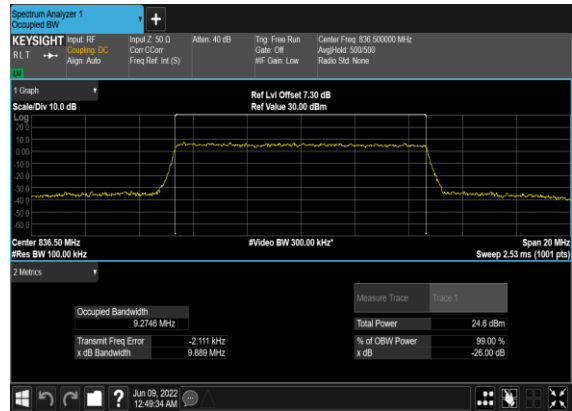 Spectrum Analyzer 1
Occupied BW
+
KEYSIGHT
RLT
Input: RF
Coupling: DC
Align: Auto
Input Z: 50 Ω
Corr CCorr
Freq Ref: Int (S)
Atten: 40 dB
Trig: Free Run
Gate: Off
#IF Gain: Low
Center Freq: 836.500000 MHz
Avg|Hold: 500/500
Radio Std: None
1 Graph
Scale/Div 10.0 dB
Ref Lvl Offset 7.30 dB
Ref Value 30.00 dBm
Log
20.0
10.0
0.00
-10.0
-20.0
-30.0
-40.0
-50.0
-60.0
Center 836.50 MHz
#Res BW 100.00 kHz
#Video BW 300.00 kHz*
Span 20 MHz
Sweep 2.53 ms (1001 pts)
2 Metrics
Measure Trace
Trace 1
Occupied Bandwidth
9.2746 MHz
Total Power 24.6 dBm
Transmit Freq Error -2.111 kHz
% of OBW Power 99.00 %
x dB Bandwidth 9.889 MHz
x dB -26.00 dB
?
Jun 09, 2022
12:49:34 AM